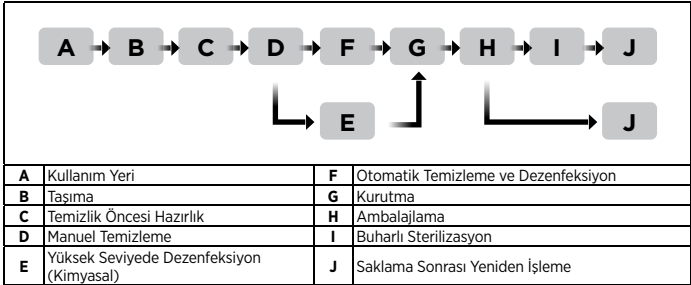 A B C D F G H I J
E J
A Kullanım Yeri F Otomatik Temizleme ve Dezenfeksiyon
B Taşıma G Kurutma
C Temizlik Öncesi Hazırlık H Ambalajlama
D Manuel Temizleme I Buharlı Sterilizasyon
E Yüksek Seviyede Dezenfeksiyon
(Kimyasal) J Saklama Sonrası Yeniden İşleme